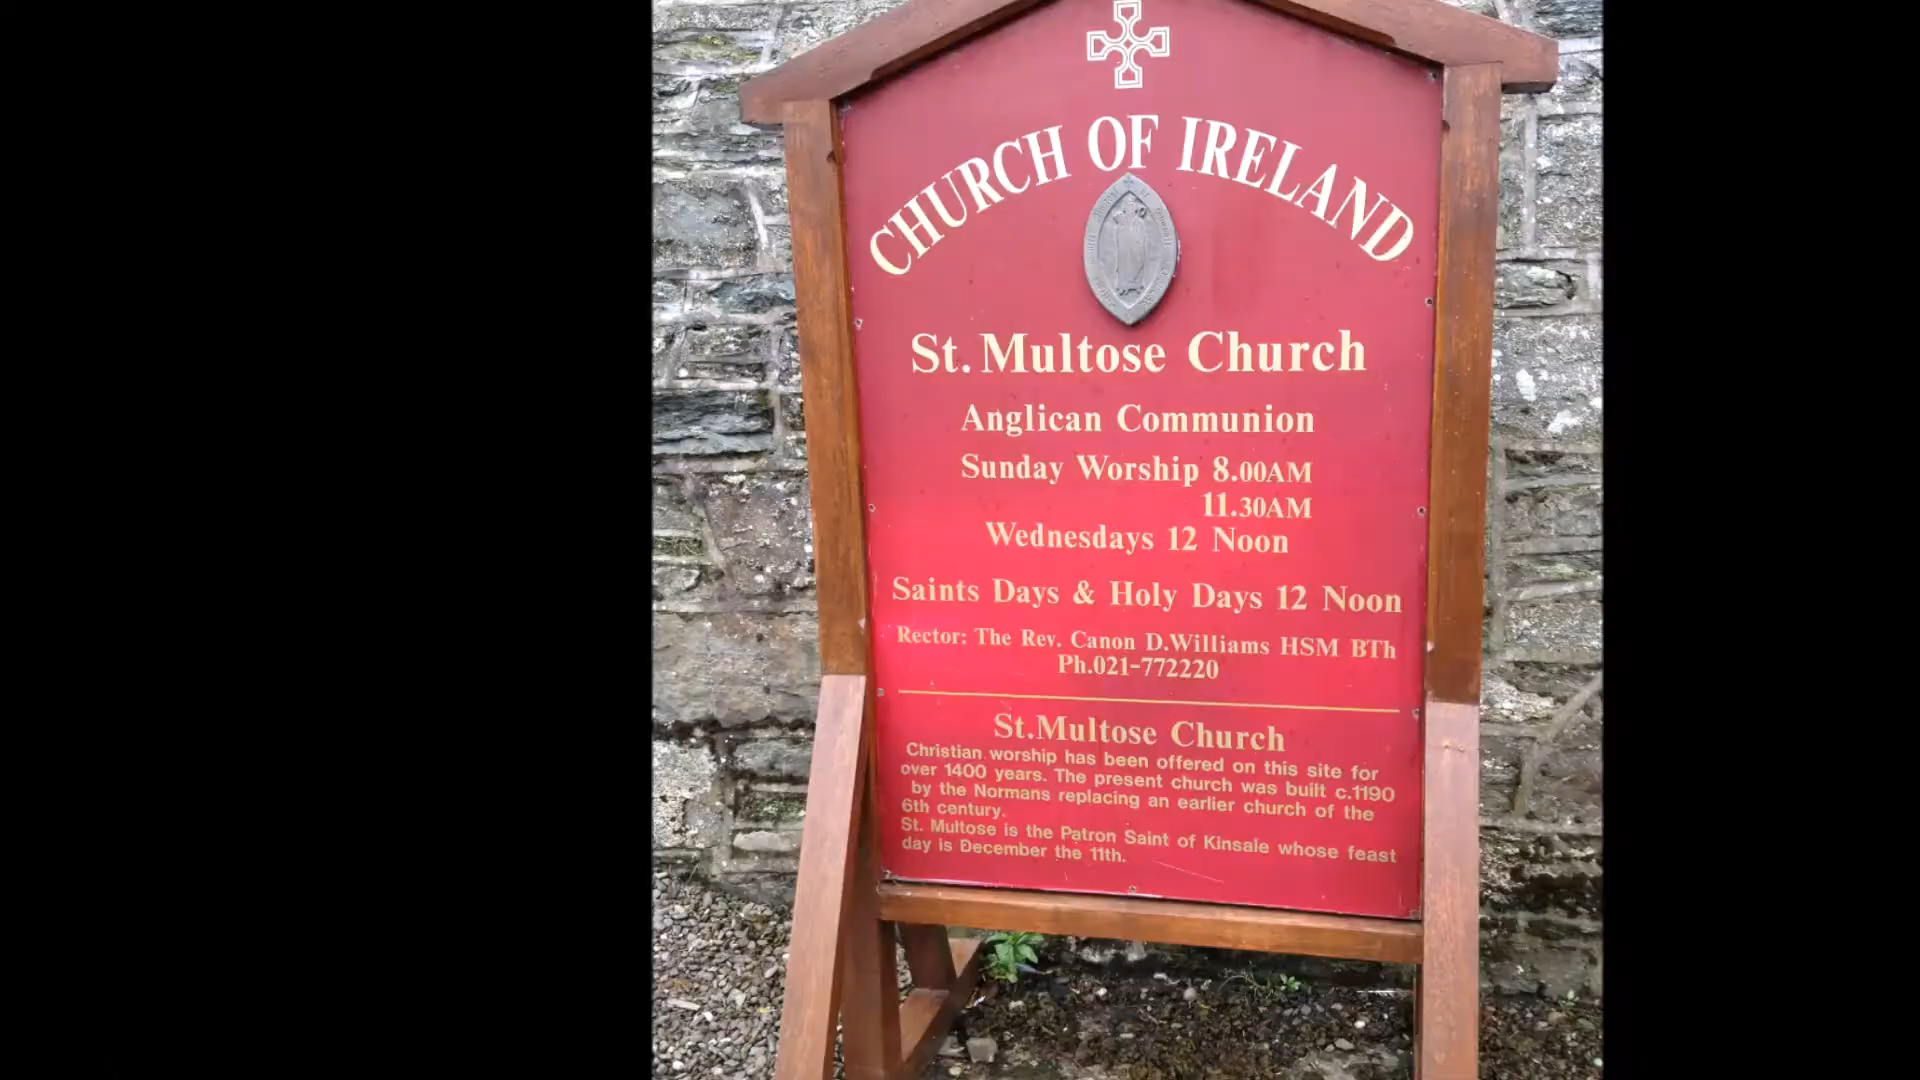 CHURCH OF IRELAND
St. Multose Church
Anglican Communion
Sunday Worship 8.00AM
11.30AM
Wednesdays 12 Noon
Saints Days & Holy Days 12 Noon
Rector: The Rev. Canon D.Williams HSM BTh
Ph.021-772220
St.Multose Church
Christian worship has been offered on this site for
over 1400 years. The present church was built c.1190
by the Normans replacing an earlier church of the
6th century.
St. Multose is the Patron Saint of Kinsale whose feast
day is December the 11th.